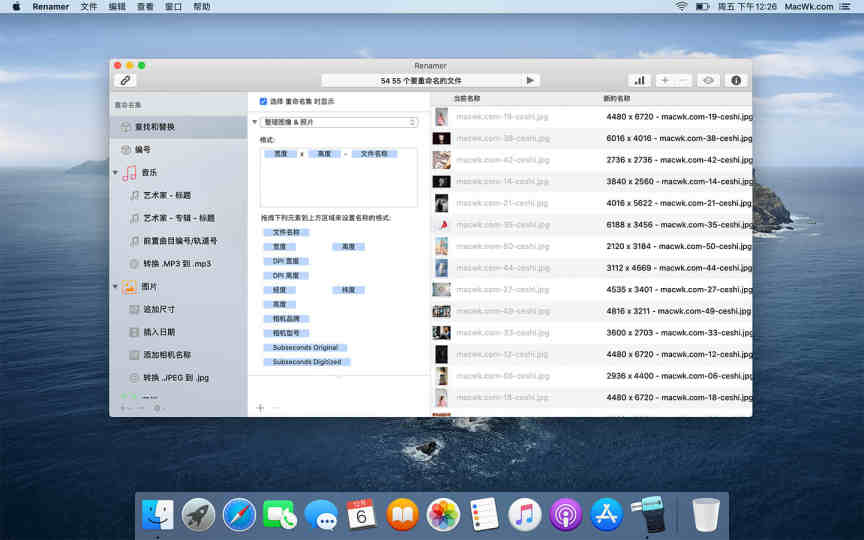 Renamer 文件 编辑 查看 窗口 帮助 周五 下午12:26 MacWk.com
Renamer
54 55 个要重命名的文件
重命名集
查找和替换
编号
音乐
艺术家 - 标题
艺术家 - 专辑 - 标题
前置曲目编号/轨道号
转换 .MP3 到 .mp3
图片
追加尺寸
插入日期
添加相机名称
转换 .JPEG 到 .jpg
选择 重命名集 时显示
整理图像 & 照片
格式:
宽度 x 高度 - 文件名称
拖拽下列元素到上方区域来设置名称的格式:
文件名称
宽度 高度
DPI 宽度
DPI 高度
经度 纬度
高度
相机品牌
相机型号
Subseconds Original
Subseconds Digitized
当前名称 新的名称
macwk.com-19-ceshi.jpg 4480 x 6720 - macwk.com-19-ceshi.jpg
macwk.com-38-ceshi.jpg 6016 x 4016 - macwk.com-38-ceshi.jpg
macwk.com-42-ceshi.jpg 2736 x 2736 - macwk.com-42-ceshi.jpg
macwk.com-14-ceshi.jpg 3840 x 2560 - macwk.com-14-ceshi.jpg
macwk.com-21-ceshi.jpg 4016 x 5622 - macwk.com-21-ceshi.jpg
macwk.com-35-ceshi.jpg 6188 x 3456 - macwk.com-35-ceshi.jpg
macwk.com-50-ceshi.jpg 2120 x 3184 - macwk.com-50-ceshi.jpg
macwk.com-44-ceshi.jpg 3112 x 4669 - macwk.com-44-ceshi.jpg
macwk.com-27-ceshi.jpg 4535 x 3401 - macwk.com-27-ceshi.jpg
macwk.com-49-ceshi.jpg 4816 x 3211 - macwk.com-49-ceshi.jpg
macwk.com-33-ceshi.jpg 3600 x 2703 - macwk.com-33-ceshi.jpg
macwk.com-12-ceshi.jpg 4480 x 6720 - macwk.com-12-ceshi.jpg
macwk.com-06-ceshi.jpg 2936 x 4400 - macwk.com-06-ceshi.jpg
macwk.com-18-ceshi.jpg 4480 x 6720 - macwk.com-18-ceshi.jpg
12月
6